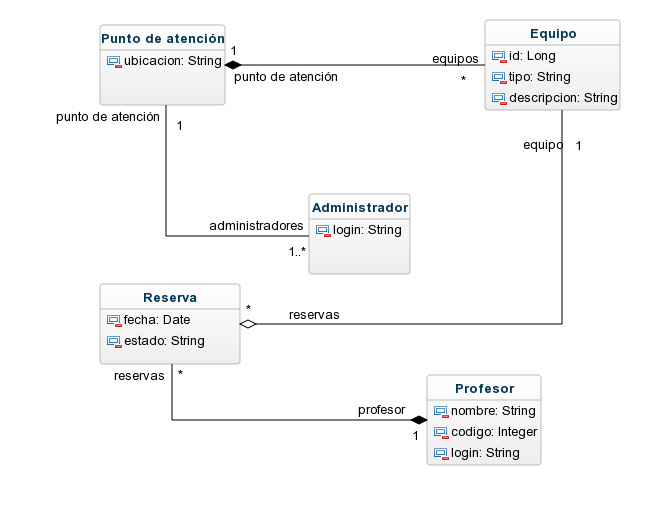 Punto de atención
ubicacion: String
1
punto de atención
equipos
*
Equipo
id: Long
tipo: String
descripcion: String
punto de atención
1
equipo
1
administradores
1..*
Administrador
login: String
Reserva
fecha: Date
estado: String
*
reservas
reservas
*
profesor
1
Profesor
nombre: String
codigo: Integer
login: String